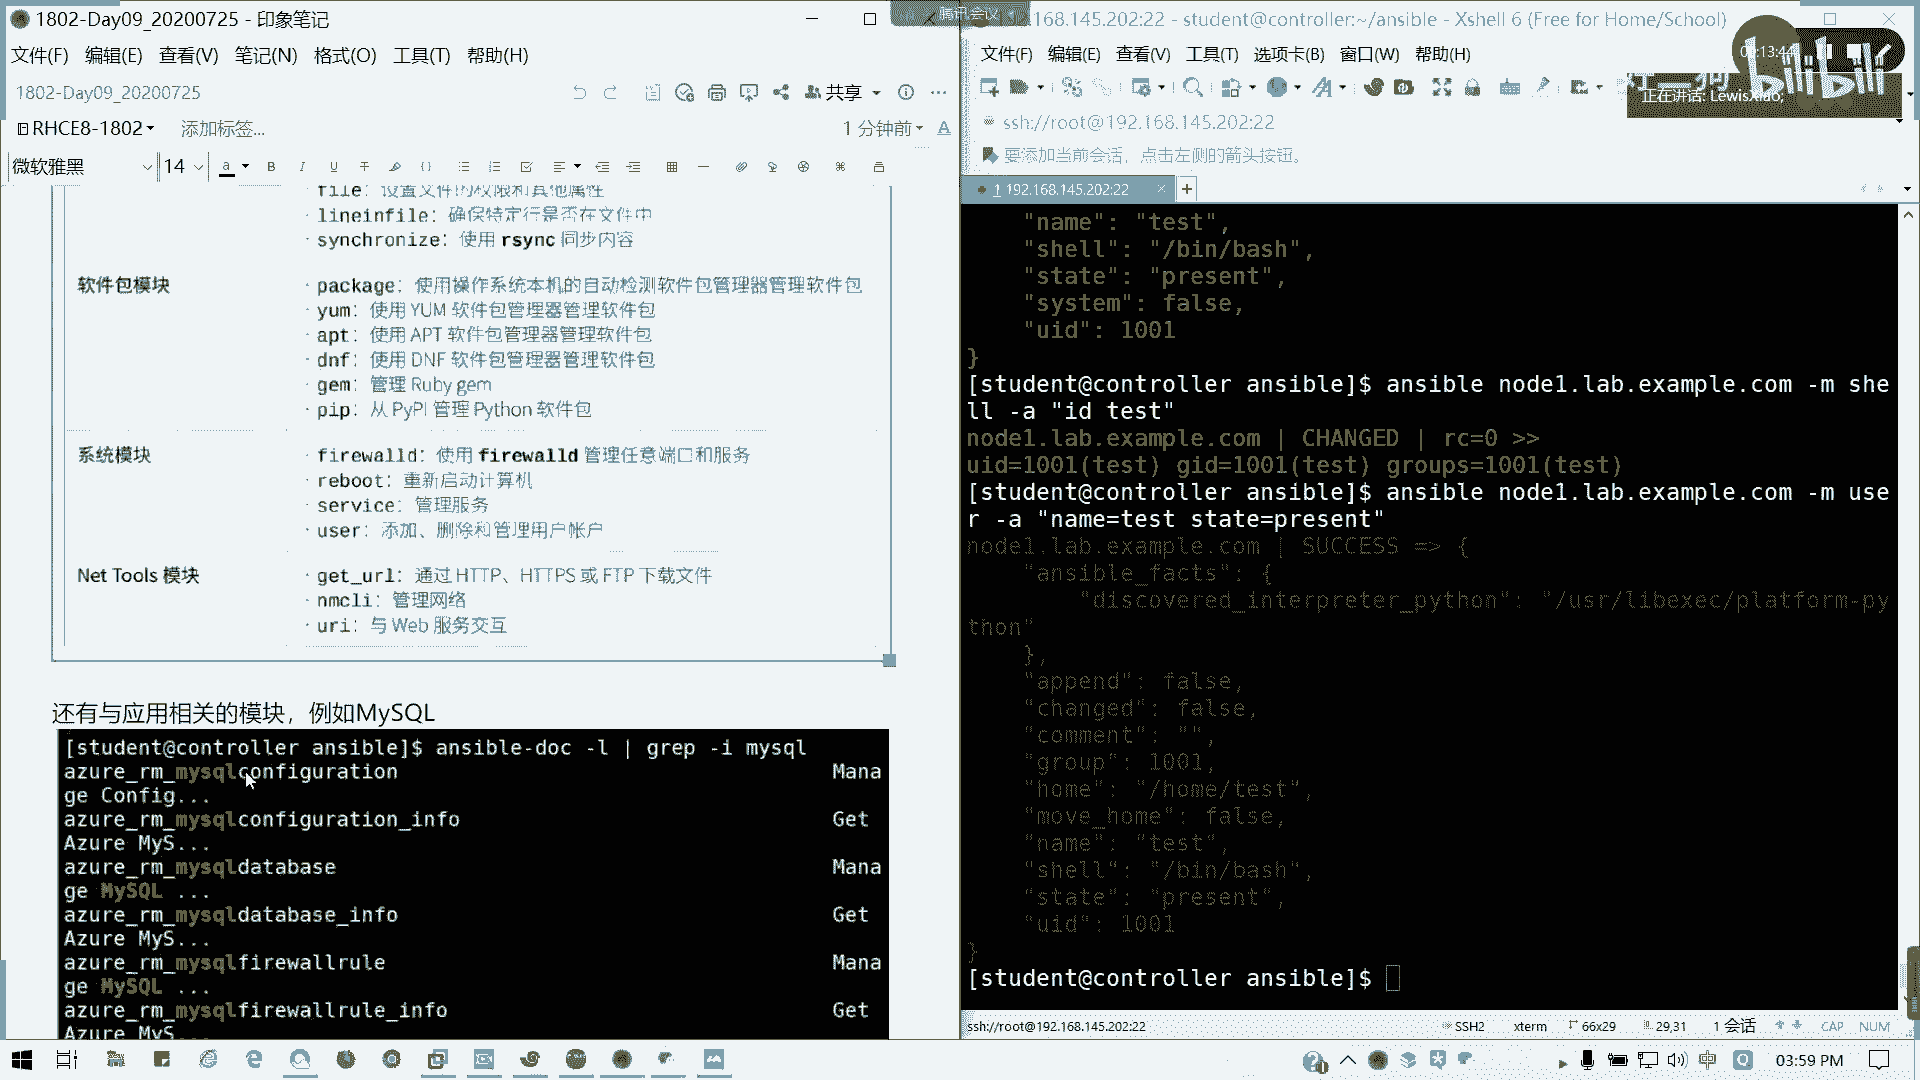 1802-Day09_20200725 - 印象笔记
文件(F) 编辑(E) 查看(V) 笔记(N) 格式(O) 工具(T) 帮助(H)
1802-Day09_20200725
共享
RHCE8-1802 添加标签...
1 分钟前
微软雅黑 14
file：设置文件的权限和其他属性
lineinfile：确保特定行是否在文件中
synchronize：使用 rsync 同步内容
软件包模块
package：使用操作系统本机的自动检测软件包管理器管理软件包
yum：使用 YUM 软件包管理器管理软件包
apt：使用 APT 软件包管理器管理软件包
dnf：使用 DNF 软件包管理器管理软件包
gem：管理 Ruby gem
pip：从 PyPI 管理 Python 软件包
系统模块
firewalld：使用 firewalld 管理任意端口和服务
reboot：重新启动计算机
service：管理服务
user：添加、删除和管理用户帐户
Net Tools 模块
get_url：通过 HTTP、HTTPS 或 FTP 下载文件
nmcli：管理网络
uri：与 Web 服务交互
还有与应用相关的模块，例如MySQL
[student@controller ansible]$ ansible-doc -l | grep -i mysql
azure_rm_mysqlconfiguration Mana
ge Config...
azure_rm_mysqlconfiguration_info Get
Azure MyS...
azure_rm_mysqldatabase Mana
ge MySQL ...
azure_rm_mysqldatabase_info Get
Azure MyS...
azure_rm_mysqlfirewallrule Mana
ge MySQL ...
azure_rm_mysqlfirewallrule_info Get
Azure MyS
腾讯会议
.168.145.202:22 - student@controller:~/ansible - Xshell 6 (Free for Home/School)
文件(F) 编辑(E) 查看(V) 工具(T) 选项卡(B) 窗口(W) 帮助(H)
bilibili
正在讲话: LewisXiao;
ssh://root@192.168.145.202:22
要添加当前会话，点击左侧的箭头按钮。
1 192.168.145.202:22
"name": "test",
"shell": "/bin/bash",
"state": "present",
"system": false,
"uid": 1001
}
[student@controller ansible]$ ansible node1.lab.example.com -m she
ll -a "id test"
node1.lab.example.com | CHANGED | rc=0 >>
uid=1001(test) gid=1001(test) groups=1001(test)
[student@controller ansible]$ ansible node1.lab.example.com -m use
r -a "name=test state=present"
node1.lab.example.com | SUCCESS => {
"ansible_facts": {
"discovered_interpreter_python": "/usr/libexec/platform-py
thon"
},
"append": false,
"changed": false,
"comment": "",
"group": 1001,
"home": "/home/test",
"move_home": false,
"name": "test",
"shell": "/bin/bash",
"state": "present",
"uid": 1001
}
[student@controller ansible]$
ssh://root@192.168.145.202:22 SSH2 xterm 66x29 29,31 1 会话 CAP NUM
中 03:59 PM